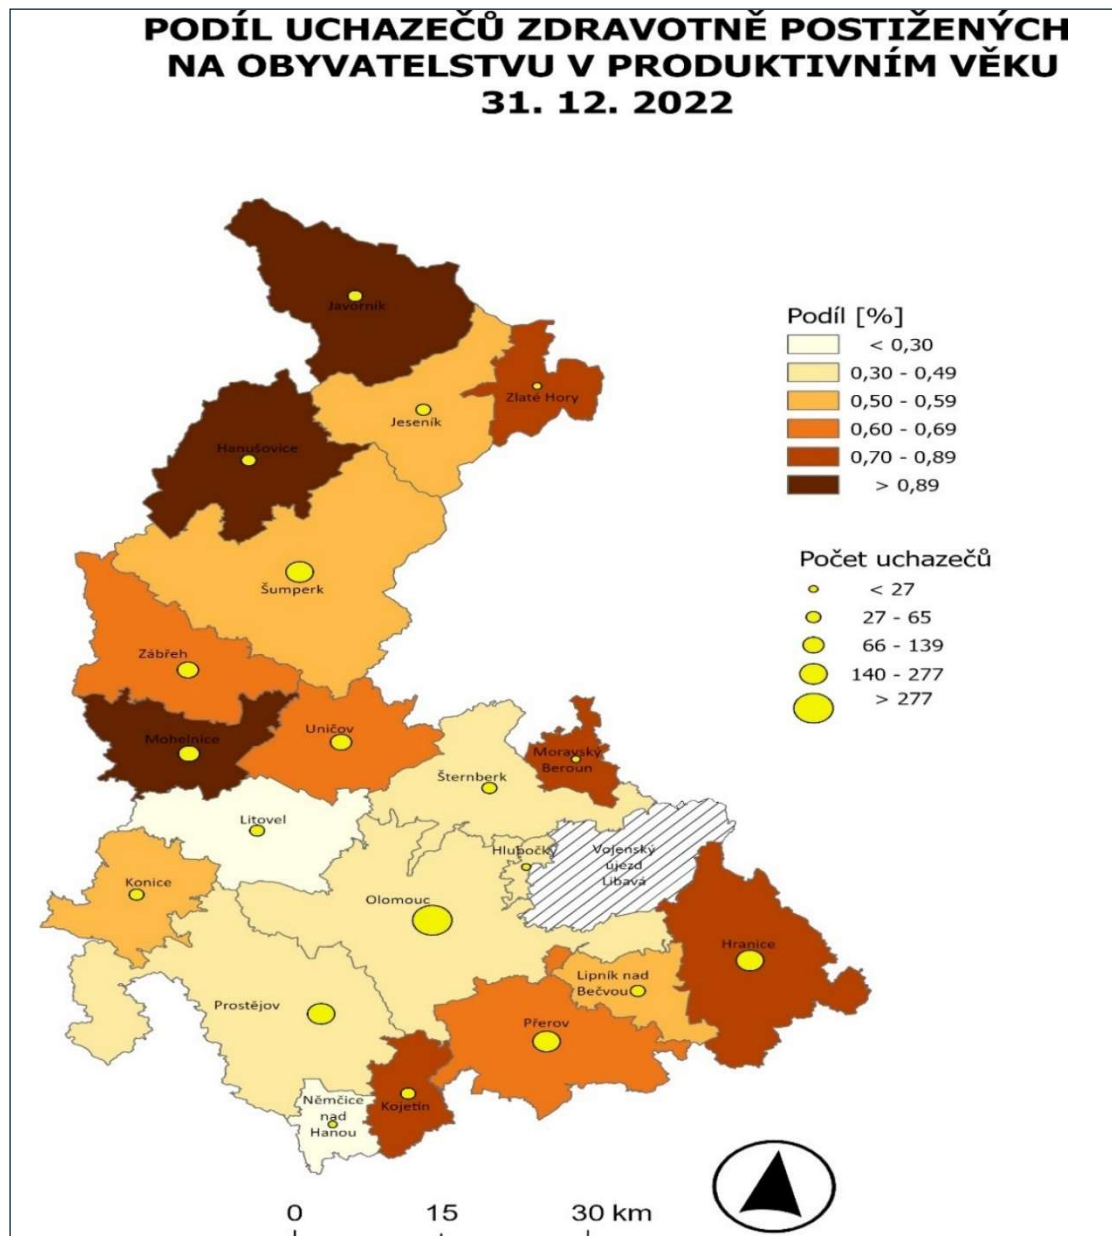 PODÍL UCHAZEČŮ ZDRAVOTNĚ POSTIŽENÝCH
NA OBYVATELSTVU V PRODUKTIVNÍM VĚKU
31. 12. 2022
Javorník
Zlaté Hory
Jeseník
Hanušovice
Šumperk
Zábřeh
Mohelnice
Uničov
Moravský
Beroun
Šternberk
Litovel
Hlubočky
Vojenský
újezd
Libavá
Konice
Olomouc
Hranice
Lipník nad
Bečvou
Prostějov
Přerov
Němčice
nad
Hanou
Kojetín
Podíl [%]
< 0,30
0,30 - 0,49
0,50 - 0,59
0,60 - 0,69
0,70 - 0,89
> 0,89
Počet uchazečů
< 27
27 - 65
66 - 139
140 - 277
> 277
0 15 30 km